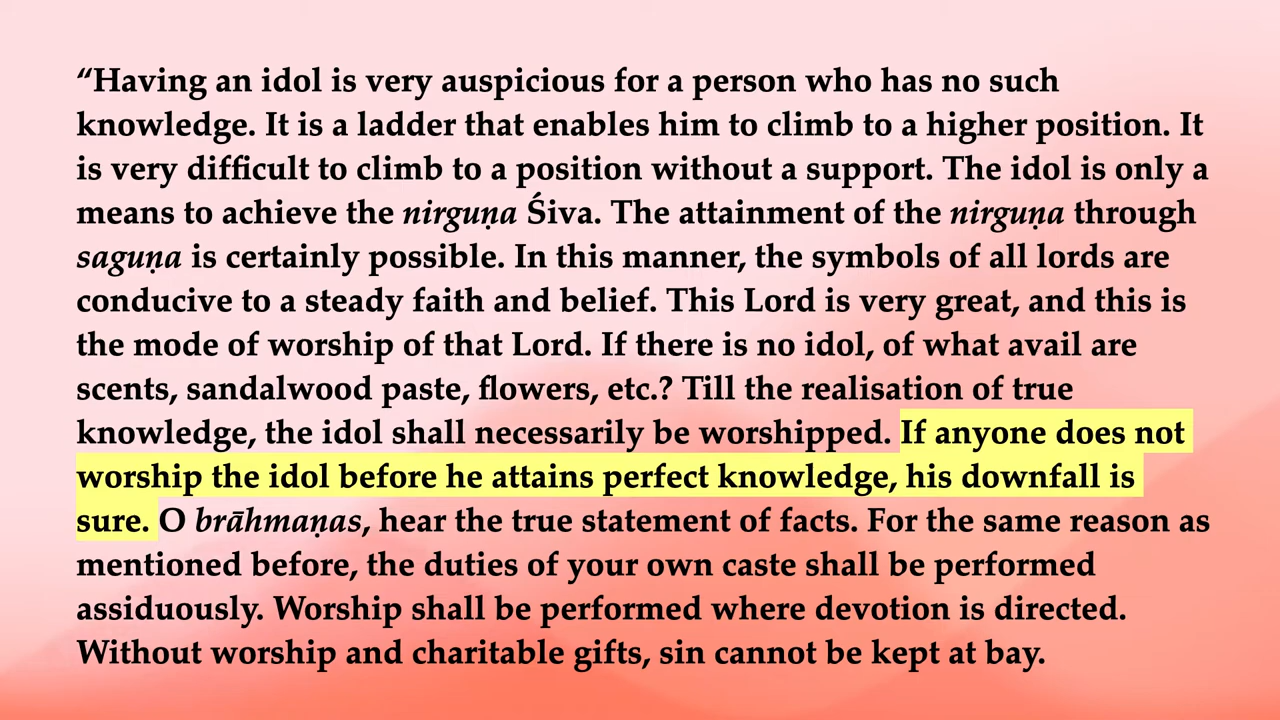 “Having an idol is very auspicious for a person who has no such
knowledge. It is a ladder that enables him to climb to a higher position. It
is very difficult to climb to a position without a support. The idol is only a
means to achieve the nirguṇa Śiva. The attainment of the nirguṇa through
saguṇa is certainly possible. In this manner, the symbols of all lords are
conducive to a steady faith and belief. This Lord is very great, and this is
the mode of worship of that Lord. If there is no idol, of what avail are
scents, sandalwood paste, flowers, etc.? Till the realisation of true
knowledge, the idol shall necessarily be worshipped. If anyone does not
worship the idol before he attains perfect knowledge, his downfall is
sure. O brāhmaṇas, hear the true statement of facts. For the same reason as
mentioned before, the duties of your own caste shall be performed
assiduously. Worship shall be performed where devotion is directed.
Without worship and charitable gifts, sin cannot be kept at bay.